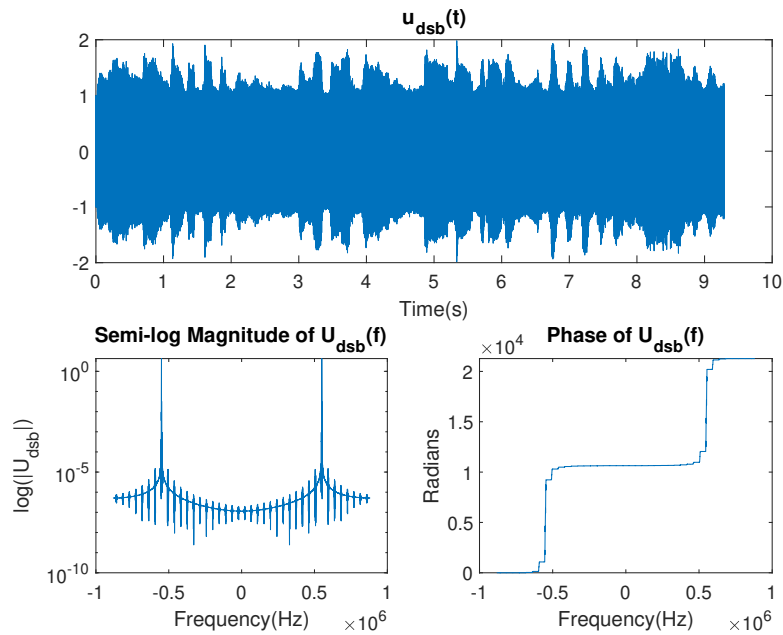 u_dsb(t)
2
1
0
-1
-2
0 1 2 3 4 5 6 7 8 9 10
Time(s)
Semi-log Magnitude of U_dsb(f)
10^0
10^-5
10^-10
log(|U_dsb|)
-1 -0.5 0 0.5 1
Frequency(Hz) ×10^6
Phase of U_dsb(f)
×10^4
2
1.5
1
0.5
0
Radians
-1 -0.5 0 0.5 1
Frequency(Hz) ×10^6